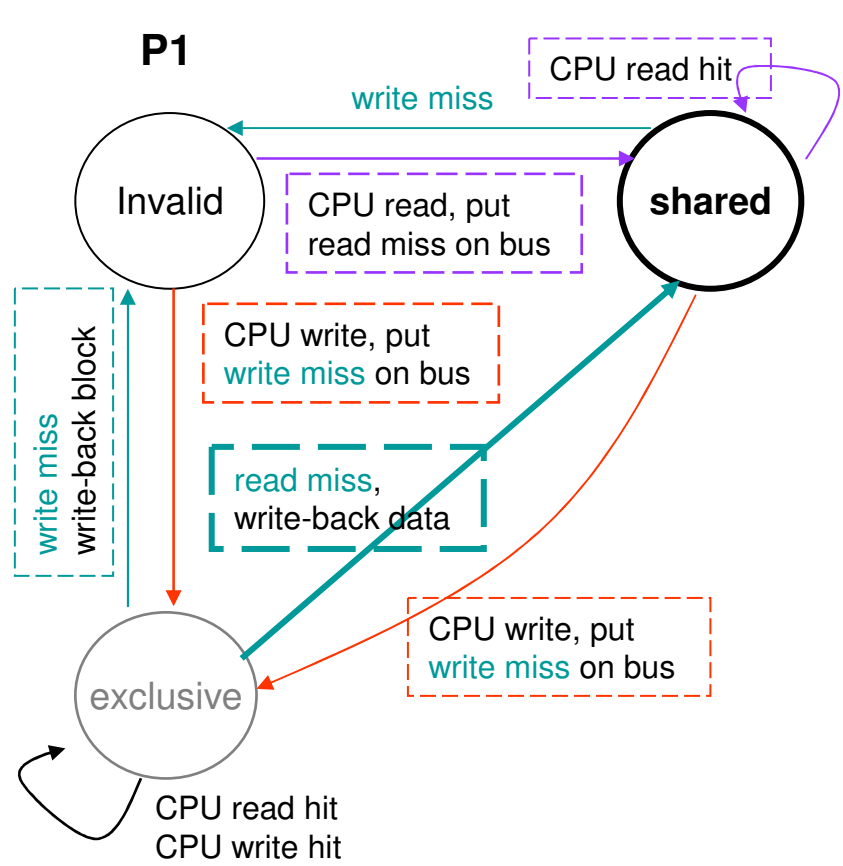 P1
CPU read hit
write miss
Invalid
shared
CPU read, put
read miss on bus
CPU write, put
write miss on bus
write miss
write-back block
read miss,
write-back data
CPU write, put
write miss on bus
exclusive
CPU read hit
CPU write hit